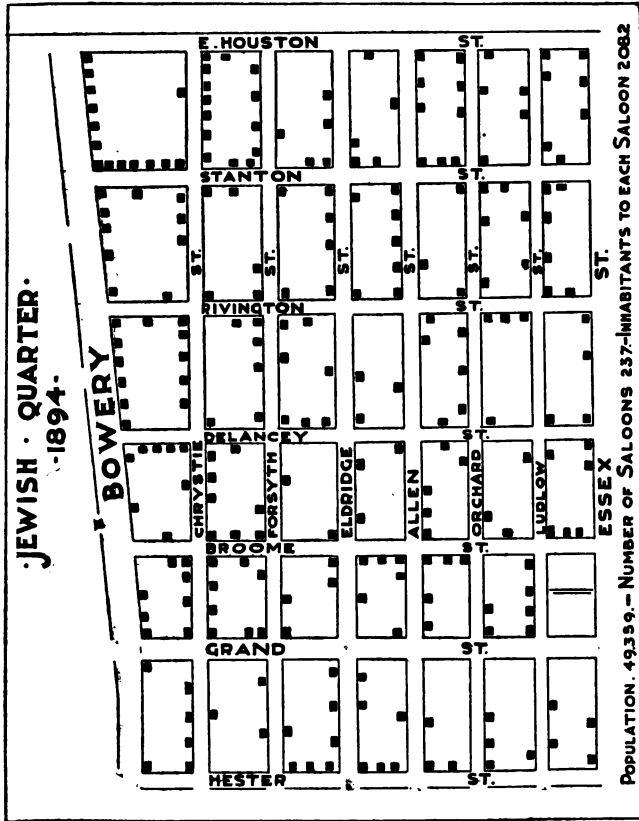 ·JEWISH · QUARTER·
·-1894-·
BOWERY
E. HOUSTON ST.
STANTON ST.
ST. ST. ST. ST. ST. ST. ST.
RIVINGTON ST.
DELANCEY ST.
CHRYSTIE
FORSYTH
ELDRIDGE
ALLEN
ORCHARD
LUDLOW
ESSEX
BROOME ST.
GRAND ST.
HESTER ST.
POPULATION. 49,359.— NUMBER OF SALOONS 237.-INHABITANTS TO EACH SALOON 208.2